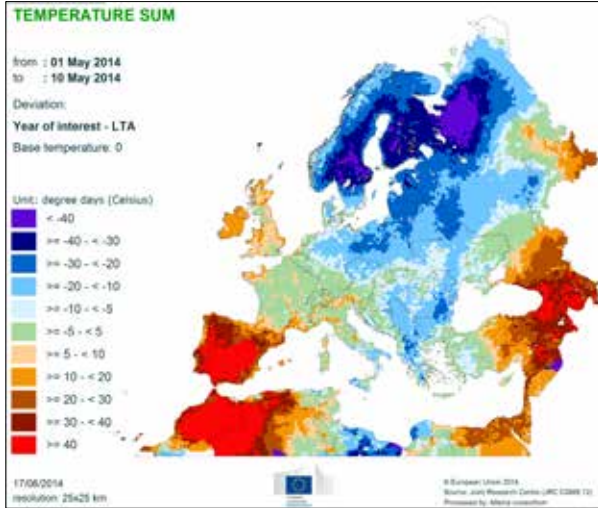 TEMPERATURE SUM
from : 01 May 2014
to : 10 May 2014
Deviation:
Year of interest - LTA
Base temperature: 0
Unit: degree days (Celsius)
< -40
>= -40 - < -30
>= -30 - < -20
>= -20 - < -10
>= -10 - < -5
>= -5 - < 5
>= 5 - < 10
>= 10 - < 20
>= 20 - < 30
>= 30 - < 40
>= 40
17/06/2014
resolution: 25x25 km
© European Union 2014
Source: Joint Research Centre (JRC
Processed by: consortium